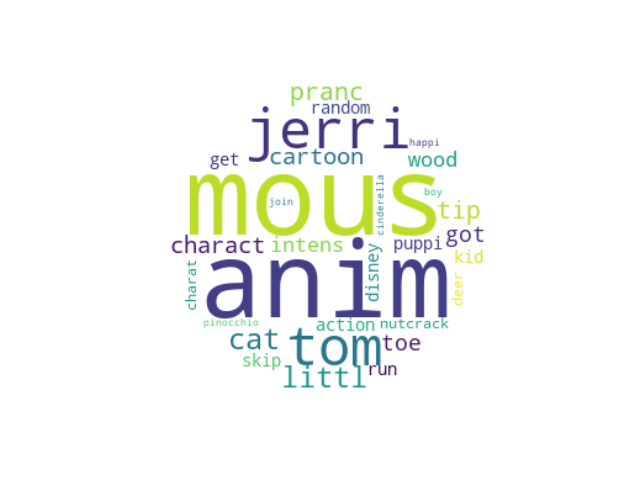 pranc
random
jerri
happi
get
cartoon
wood
mous
join
cinderella
boy
tip
charact
intens
puppi
got
anim
disney
kid
charat
deer
pinocchio
action
nutcrack
cat
tom
toe
skip
littl
run